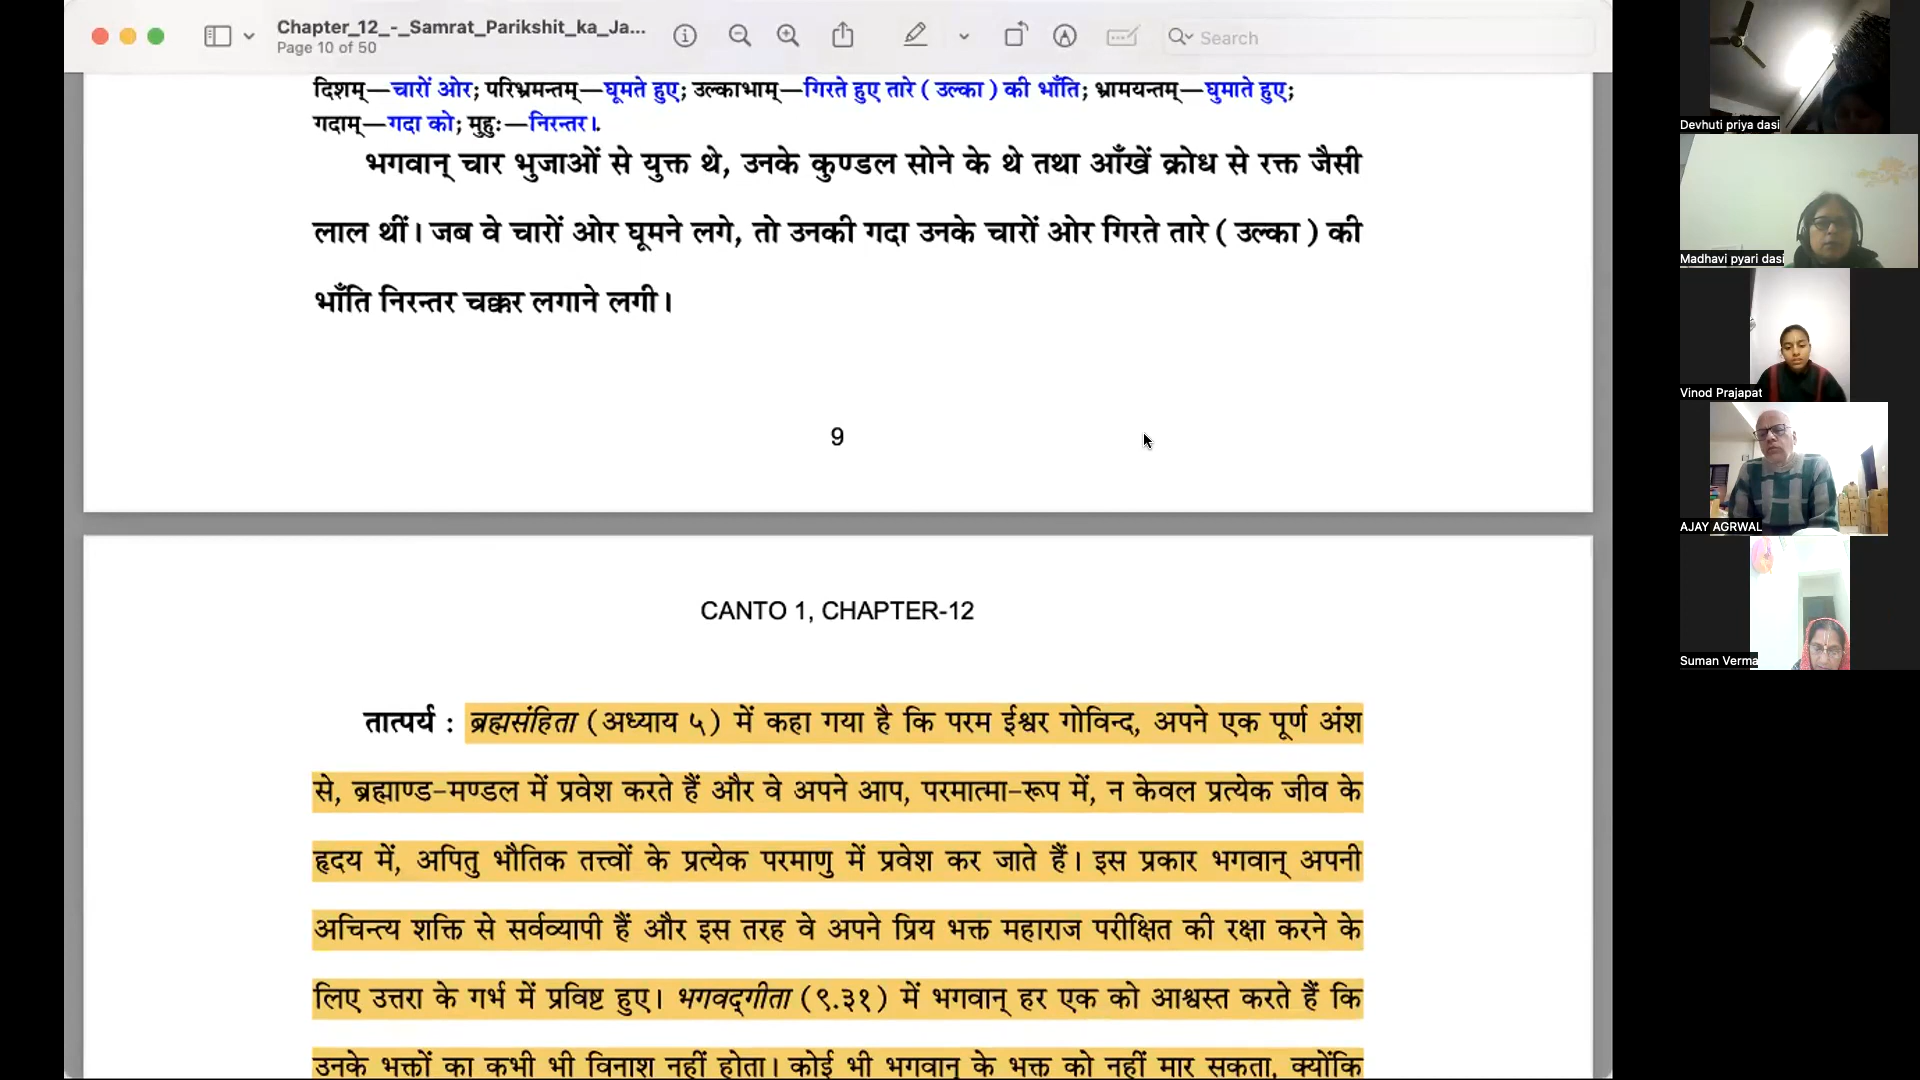 Chapter_12_-_Samrat_Parikshit_ka_Ja...
Page 10 of 50
Search
दिशम्—चारों ओर; परिभ्रमन्तम्—घूमते हुए; उल्काभाम्—गिरते हुए तारे ( उल्का ) की भाँति; भ्रामयन्तम्—घुमाते हुए;
गदाम्—गदा को; मुहुः—निरन्तर।.
भगवान् चार भुजाओं से युक्त थे, उनके कुण्डल सोने के थे तथा आँखें क्रोध से रक्त जैसी
लाल थीं। जब वे चारों ओर घूमने लगे, तो उनकी गदा उनके चारों ओर गिरते तारे ( उल्का ) की
भाँति निरन्तर चक्कर लगाने लगी।
9
CANTO 1, CHAPTER-12
तात्पर्य : ब्रह्मसंहिता (अध्याय ५) में कहा गया है कि परम ईश्वर गोविन्द, अपने एक पूर्ण अंश
से, ब्रह्माण्ड-मण्डल में प्रवेश करते हैं और वे अपने आप, परमात्मा-रूप में, न केवल प्रत्येक जीव के
हृदय में, अपितु भौतिक तत्त्वों के प्रत्येक परमाणु में प्रवेश कर जाते हैं। इस प्रकार भगवान् अपनी
अचिन्त्य शक्ति से सर्वव्यापी हैं और इस तरह वे अपने प्रिय भक्त महाराज परीक्षित की रक्षा करने के
लिए उत्तरा के गर्भ में प्रविष्ट हुए। भगवद्गीता (९.३१) में भगवान् हर एक को आश्वस्त करते हैं कि
उनके भक्तों का कभी भी विनाश नहीं होता। कोई भी भगवान् के भक्त को नहीं मार सकता, क्योंकि
Devhuti priya dasi
Madhavi pyari dasi
Vinod Prajapat
AJAY AGRWAL
Suman Verma